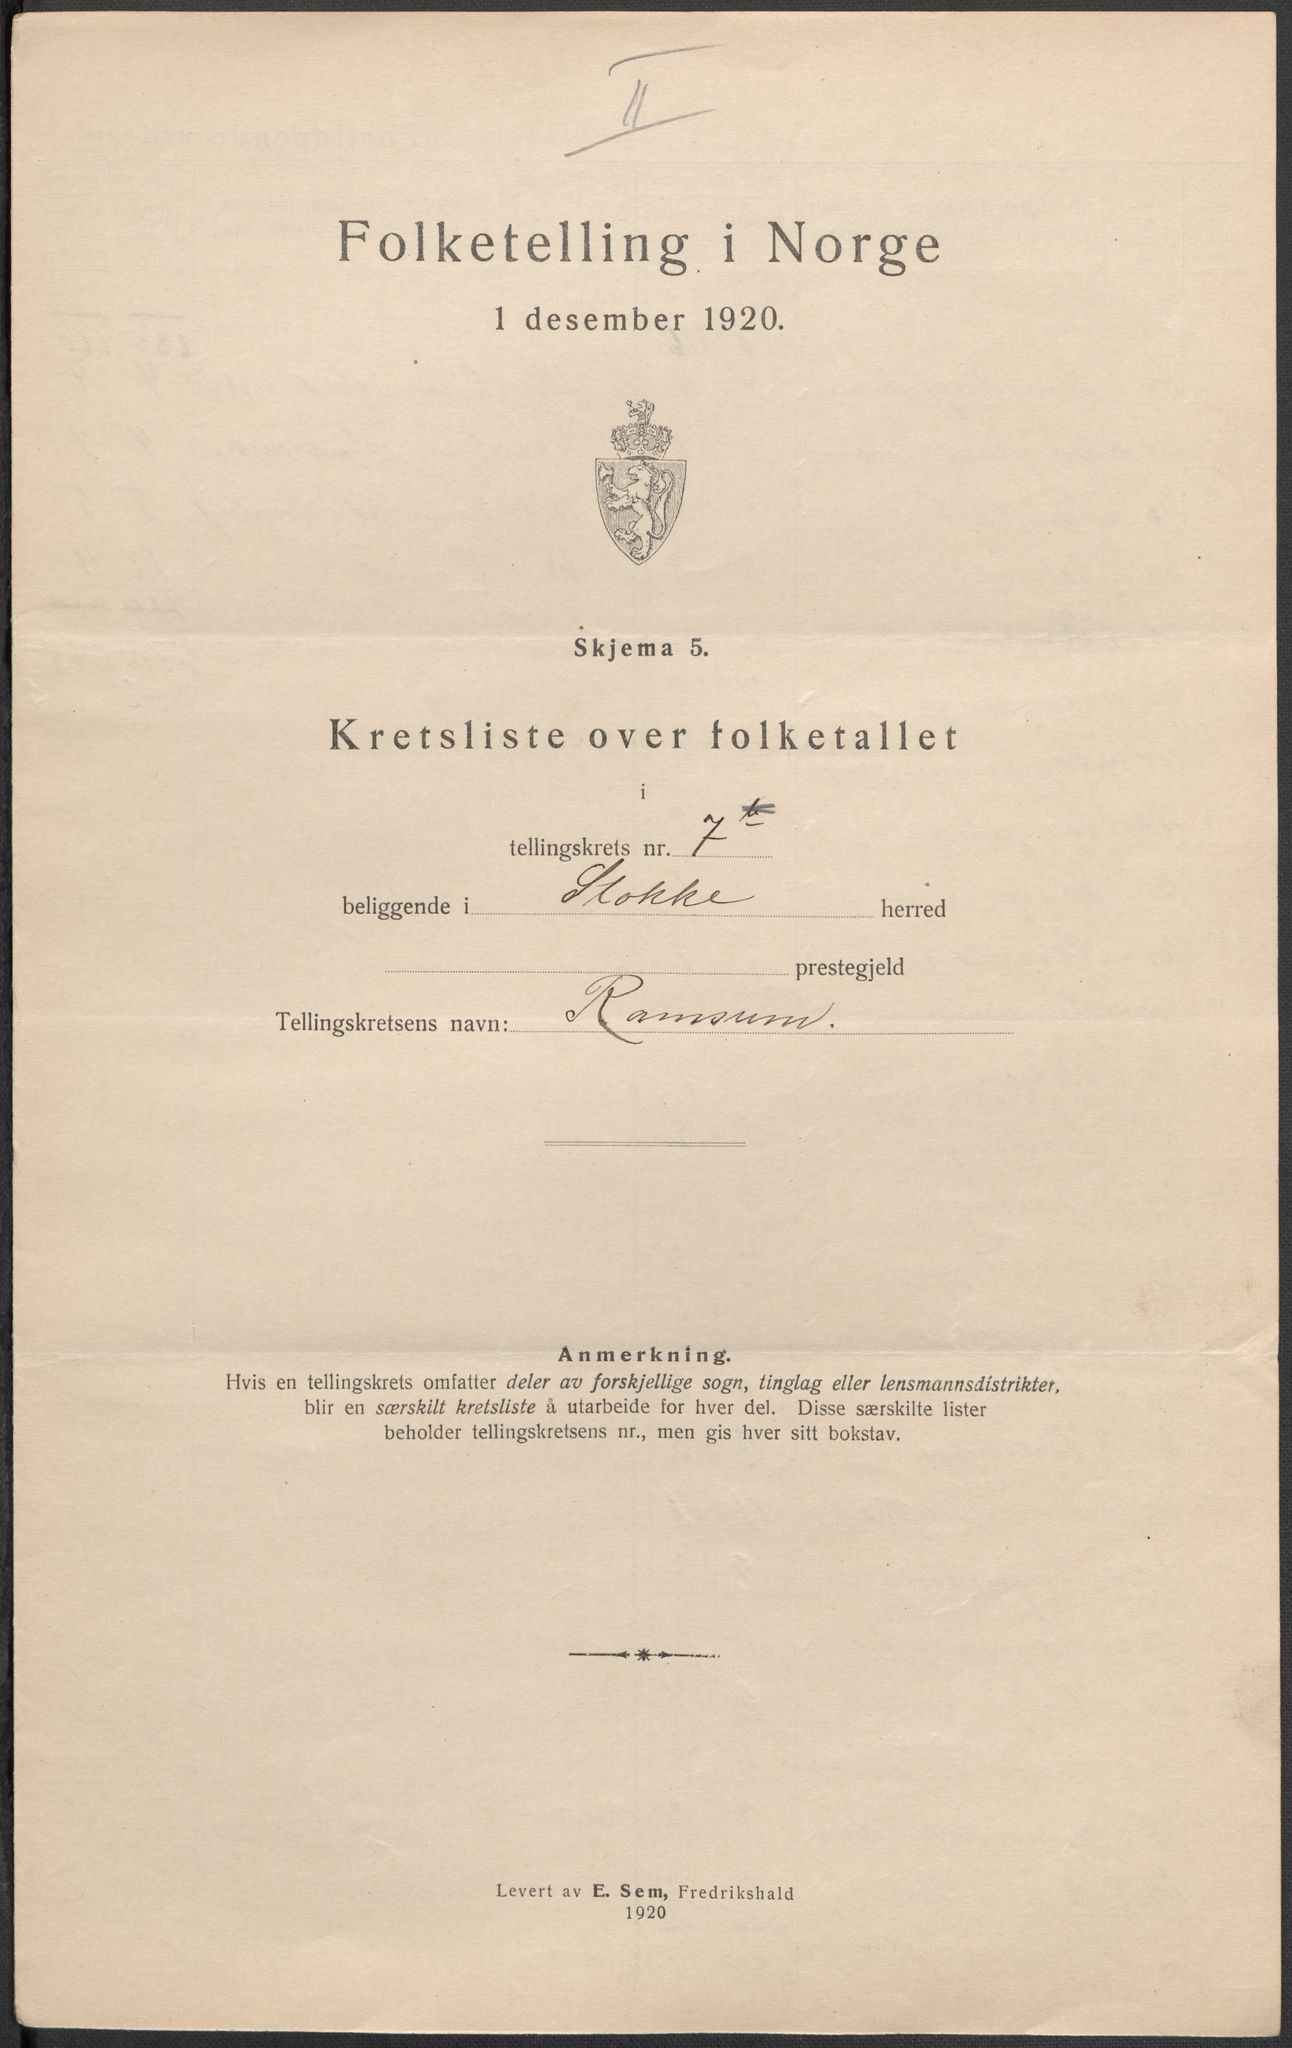 II
Folketelling i Norge
1 desember 1920.
Skjema 5.
Kretsliste over folketallet
i
tellingskrets nr. 7
beliggende i Stokke herred
prestegjeld
Tellingskretsens navn: Ramsum.
Anmerkning.
Hvis en tellingskrets omfatter deler av forskjellige sogn, tinglag eller lensmannsdistrikter,
blir en særskilt kretsliste å utarbeide for hver del. Disse særskilte lister
beholder tellingskretsens nr., men gis hver sitt bokstav.
Levert av E. Sem, Fredrikshald
1920